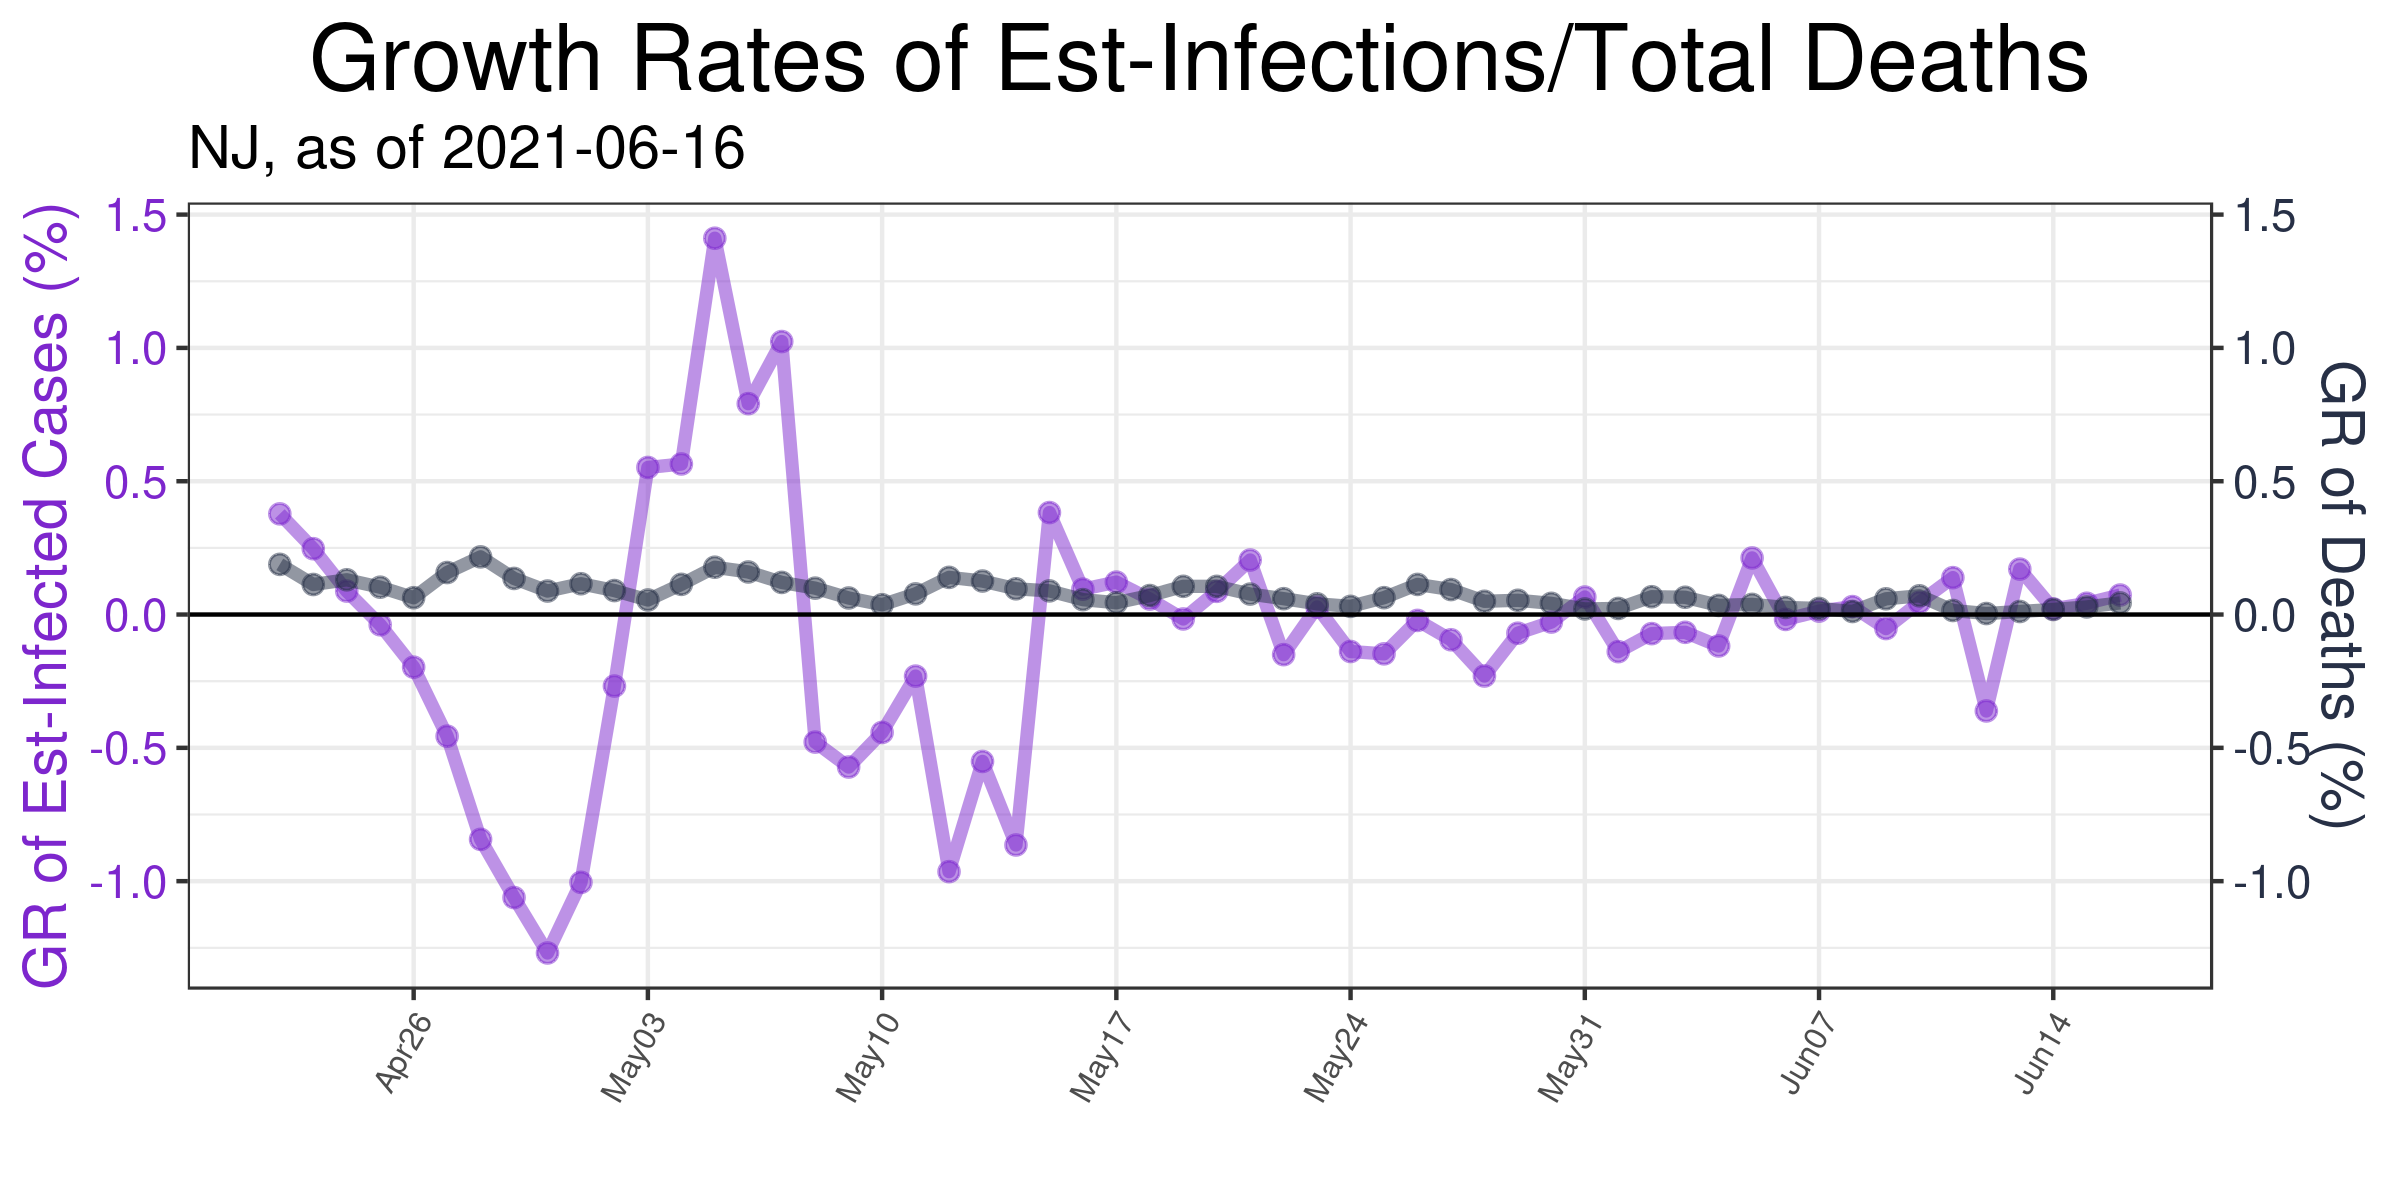 Growth Rates of Est-Infections/Total Deaths
NJ, as of 2021-06-16
GR of Est-Infected Cases (%)
1.5
1.0
0.5
0.0
-0.5
-1.0
1.5
1.0
0.5
0.0
-0.5
-1.0
GR of Deaths (%)
Apr26
May03
May10
May17
May24
May31
Jun07
Jun14